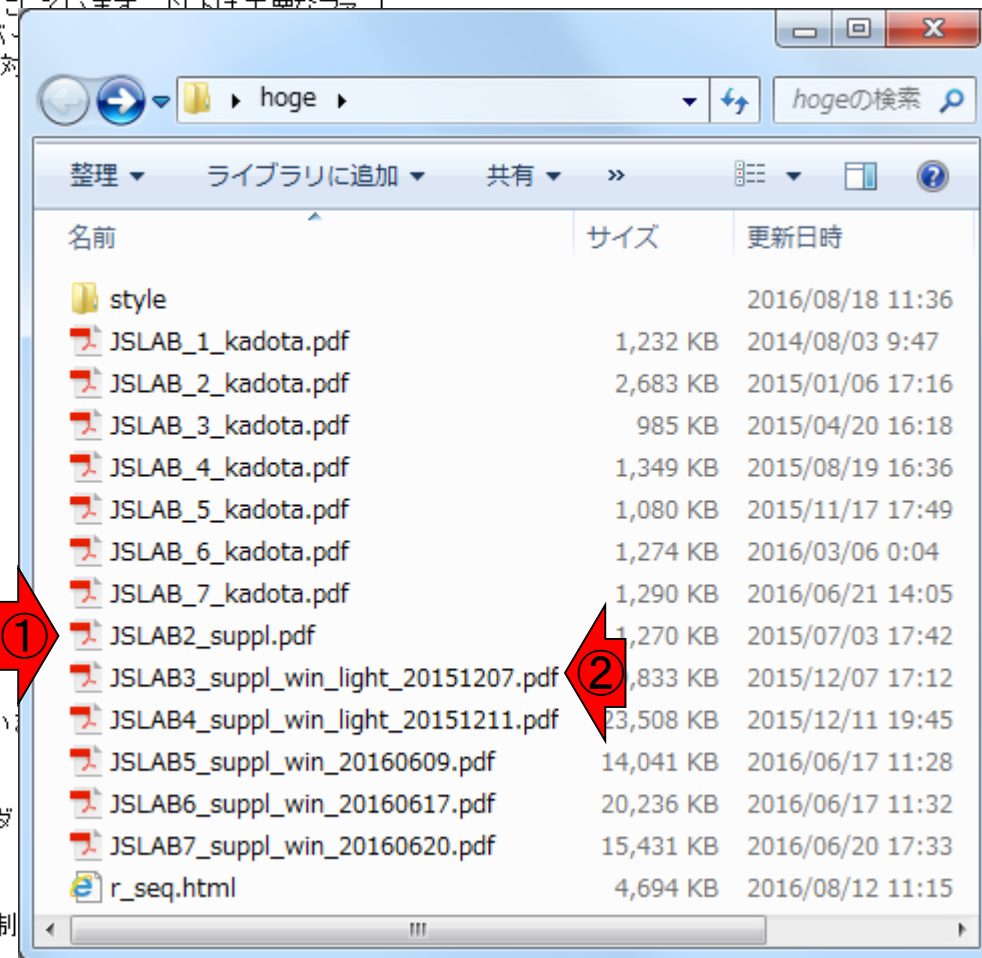 hoge
hogeの検索
整理 ライブラリに追加 共有 »
名前 サイズ 更新日時
style 2016/08/18 11:36
JSLAB_1_kadota.pdf 1,232 KB 2014/08/03 9:47
JSLAB_2_kadota.pdf 2,683 KB 2015/01/06 17:16
JSLAB_3_kadota.pdf 985 KB 2015/04/20 16:18
JSLAB_4_kadota.pdf 1,349 KB 2015/08/19 16:36
JSLAB_5_kadota.pdf 1,080 KB 2015/11/17 17:49
JSLAB_6_kadota.pdf 1,274 KB 2016/03/06 0:04
JSLAB_7_kadota.pdf 1,290 KB 2016/06/21 14:05
① JSLAB2_suppl.pdf 1,270 KB 2015/07/03 17:42
JSLAB3_suppl_win_light_20151207.pdf ② ,833 KB 2015/12/07 17:12
JSLAB4_suppl_win_light_20151211.pdf 23,508 KB 2015/12/11 19:45
JSLAB5_suppl_win_20160609.pdf 14,041 KB 2016/06/17 11:28
JSLAB6_suppl_win_20160617.pdf 20,236 KB 2016/06/17 11:32
JSLAB7_suppl_win_20160620.pdf 15,431 KB 2016/06/20 17:33
r_seq.html 4,694 KB 2016/08/12 11:15